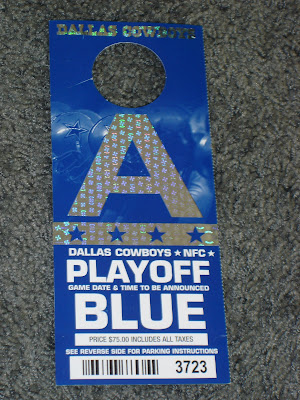 DALLAS COWBOYS
A
DALLAS COWBOYS ★ NFC ★
PLAYOFF
GAME DATE & TIME TO BE ANNOUNCED
BLUE
PRICE $75.00 INCLUDES ALL TAXES
SEE REVERSE SIDE FOR PARKING INSTRUCTIONS
3723